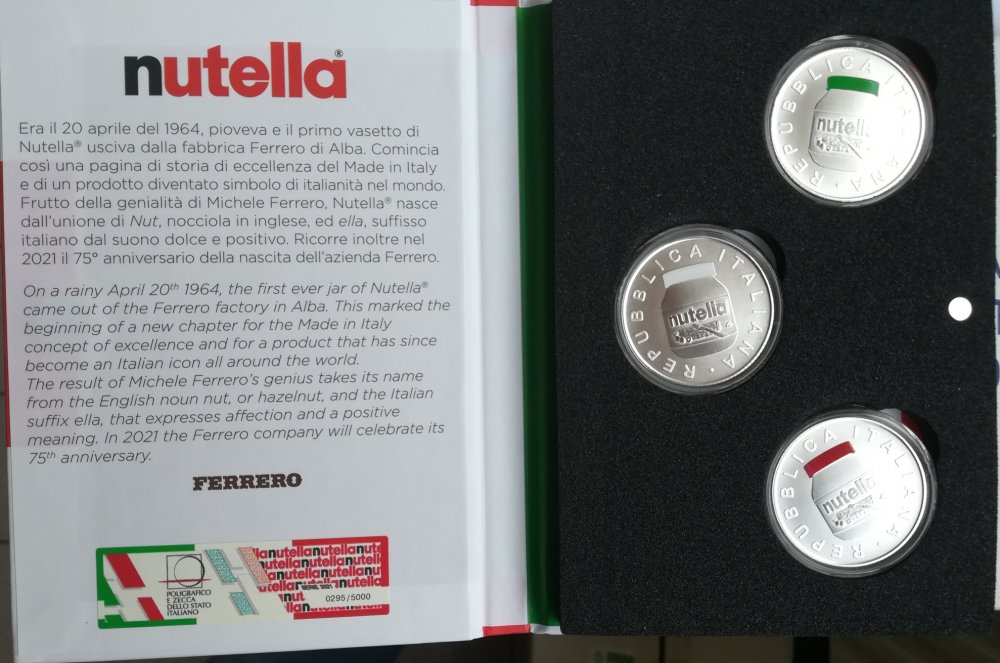 nutella®
Era il 20 aprile del 1964, pioveva e il primo vasetto di
Nutella® usciva dalla fabbrica Ferrero di Alba. Comincia
così una pagina di storia di eccellenza del Made in Italy
e di un prodotto diventato simbolo di italianità nel mondo.
Frutto della genialità di Michele Ferrero, Nutella® nasce
dall'unione di Nut, nocciola in inglese, ed ella, suffisso
italiano dal suono dolce e positivo. Ricorre inoltre nel
2021 il 75° anniversario della nascita dell'azienda Ferrero.
On a rainy April 20th 1964, the first ever jar of Nutella®
came out of the Ferrero factory in Alba. This marked the
beginning of a new chapter for the Made in Italy
concept of excellence and for a product that has since
become an Italian icon all around the world.
The result of Michele Ferrero's genius takes its name
from the English noun nut, or hazelnut, and the Italian
suffix ella, that expresses affection and a positive
meaning. In 2021 the Ferrero company will celebrate its
75th anniversary.
FERRERO
POLIGRAFICO
E ZECCA
DELLO STATO
ITALIANO
nutellanutellanutella
0295/5000
REPUBBLICA ITALIANA
nutella
REPUBBLICA ITALIANA
nutella
REPUBBLICA ITALIANA
nutella